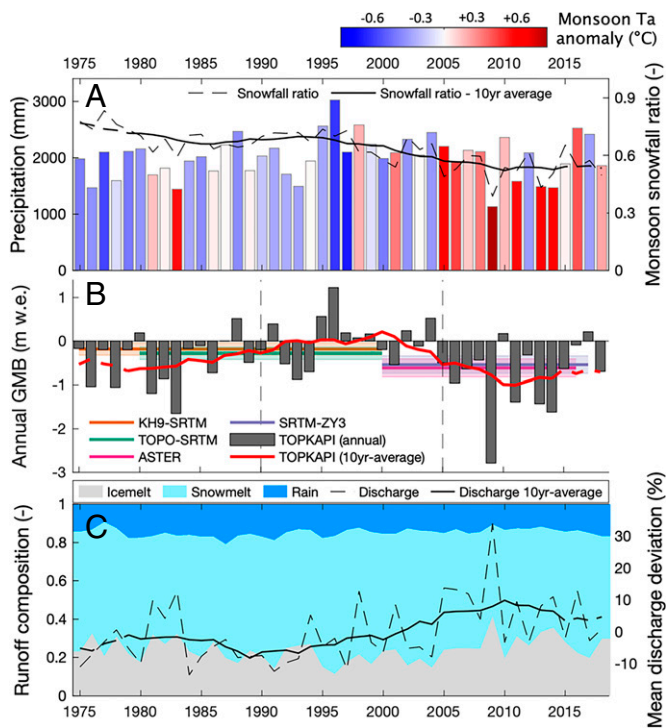 -0.6 -0.3 +0.3 +0.6 Monsoon Ta anomaly (°C)
1975 1980 1985 1990 1995 2000 2005 2010 2015
A
Snowfall ratio Snowfall ratio - 10yr average
Precipitation (mm)
3000
2000
1000
0
0.9
0.6
0.3
0
Monsoon snowfall ratio (-)
B
Annual GMB (m w.e.)
1
0
-1
-2
-3
KH9-SRTM SRTM-ZY3
TOPO-SRTM TOPKAPI (annual)
ASTER TOPKAPI (10yr-average)
Icemelt Snowmelt Rain Discharge Discharge 10yr-average
C
Runoff composition (-)
1
0.8
0.6
0.4
0.2
0
30
20
10
0
-10
Mean discharge deviation (%)
1975 1980 1985 1990 1995 2000 2005 2010 2015